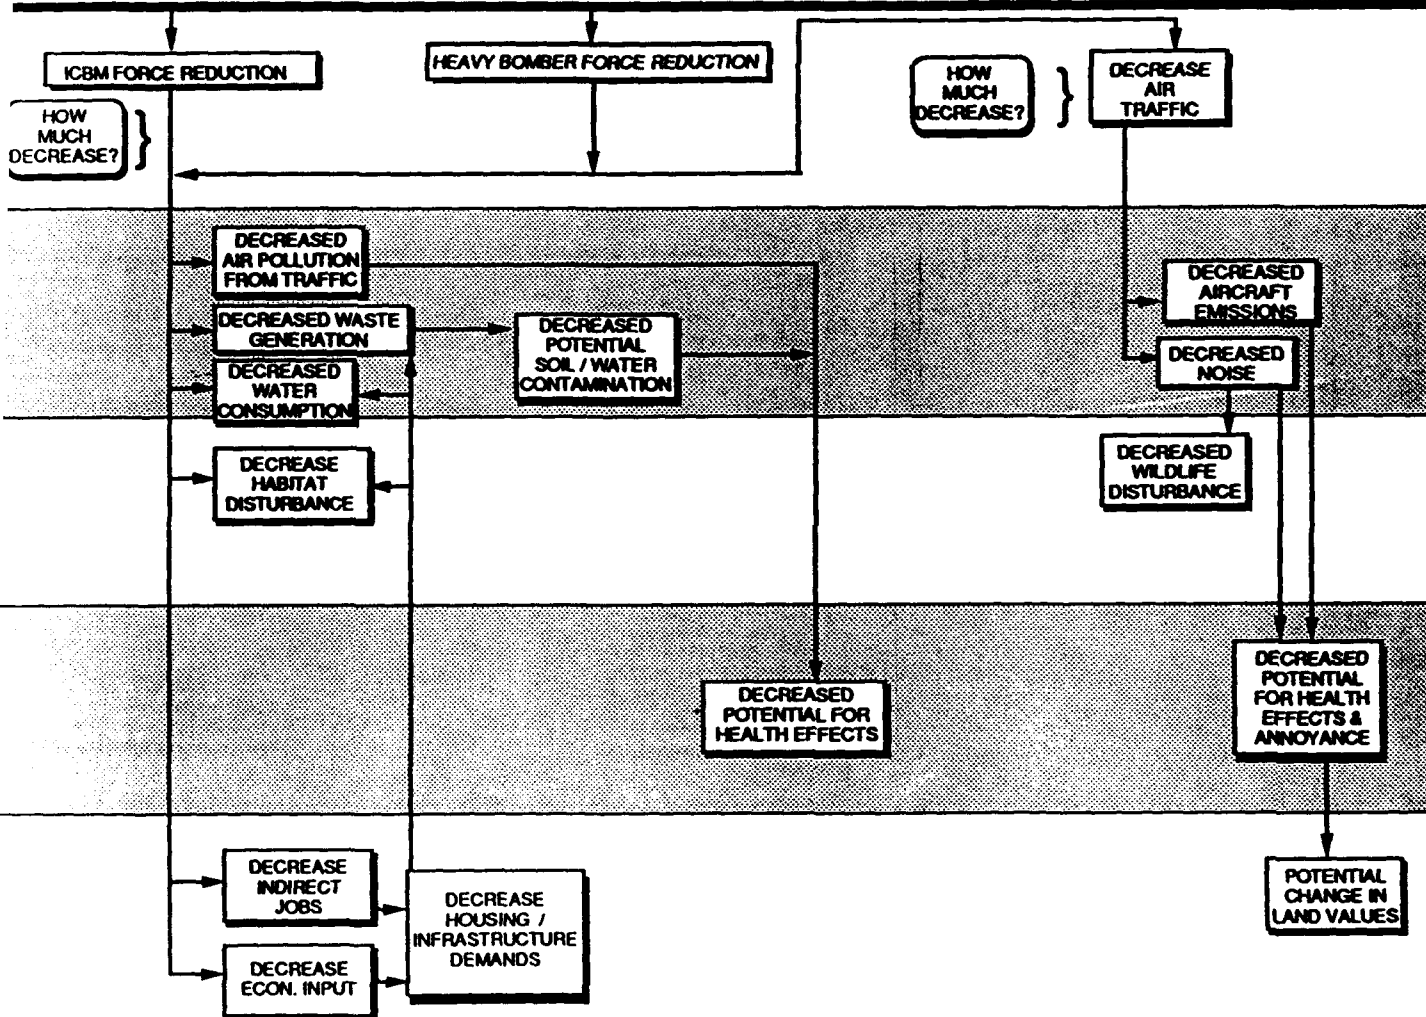 ICBM FORCE REDUCTION
HEAVY BOMBER FORCE REDUCTION
HOW
MUCH
DECREASE?
DECREASE
AIR
TRAFFIC
HOW
MUCH
DECREASE?
DECREASED
AIR POLLUTION
FROM TRAFFIC
DECREASED WASTE
GENERATION
DECREASED
WATER
CONSUMPTION
DECREASED
POTENTIAL
SOIL / WATER
CONTAMINATION
DECREASED
AIRCRAFT
EMISSIONS
DECREASED
NOISE
DECREASE
HABITAT
DISTURBANCE
DECREASED
WILDLIFE
DISTURBANCE
DECREASED
POTENTIAL FOR
HEALTH EFFECTS
DECREASED
POTENTIAL
FOR HEALTH
EFFECTS &
ANNOYANCE
DECREASE
INDIRECT
JOBS
DECREASE
HOUSING /
INFRASTRUCTURE
DEMANDS
DECREASE
ECON. INPUT
POTENTIAL
CHANGE IN
LAND VALUES